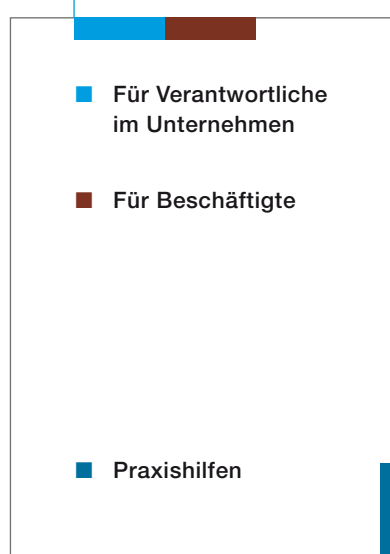 Für Verantwortliche
im Unternehmen
Für Beschäftigte
Praxishilfen